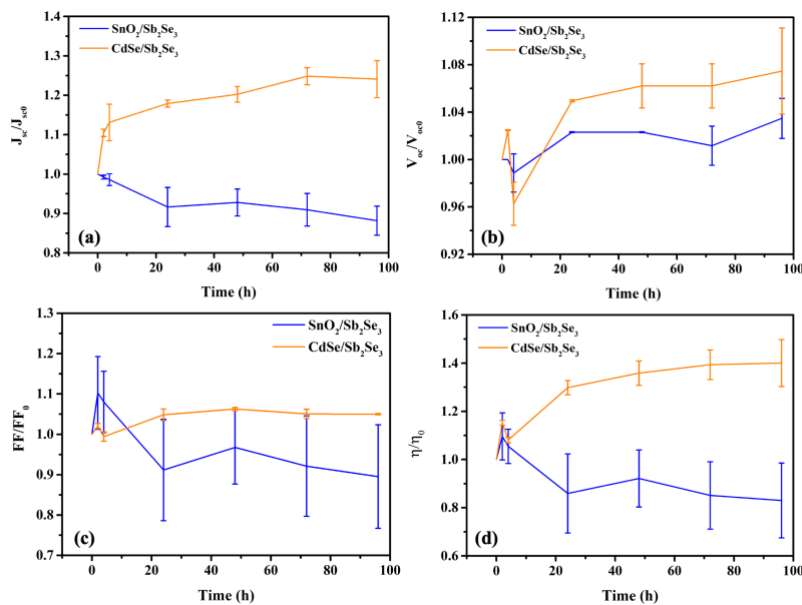 SnO₂/Sb₂Se₃
CdSe/Sb₂Se₃
J_sc/J_sc0
1.4
1.3
1.2
1.1
1.0
0.9
0.8
(a)
0 20 40 60 80 100
Time (h)
SnO₂/Sb₂Se₃
CdSe/Sb₂Se₃
V_oc/V_oc0
1.12
1.08
1.04
1.00
0.96
0.92
(b)
0 20 40 60 80 100
Time (h)
SnO₂/Sb₂Se₃
CdSe/Sb₂Se₃
FF/FF₀
1.3
1.2
1.1
1.0
0.9
0.8
0.7
(c)
0 20 40 60 80 100
Time (h)
SnO₂/Sb₂Se₃
CdSe/Sb₂Se₃
η/η₀
1.6
1.4
1.2
1.0
0.8
0.6
(d)
0 20 40 60 80 100
Time (h)